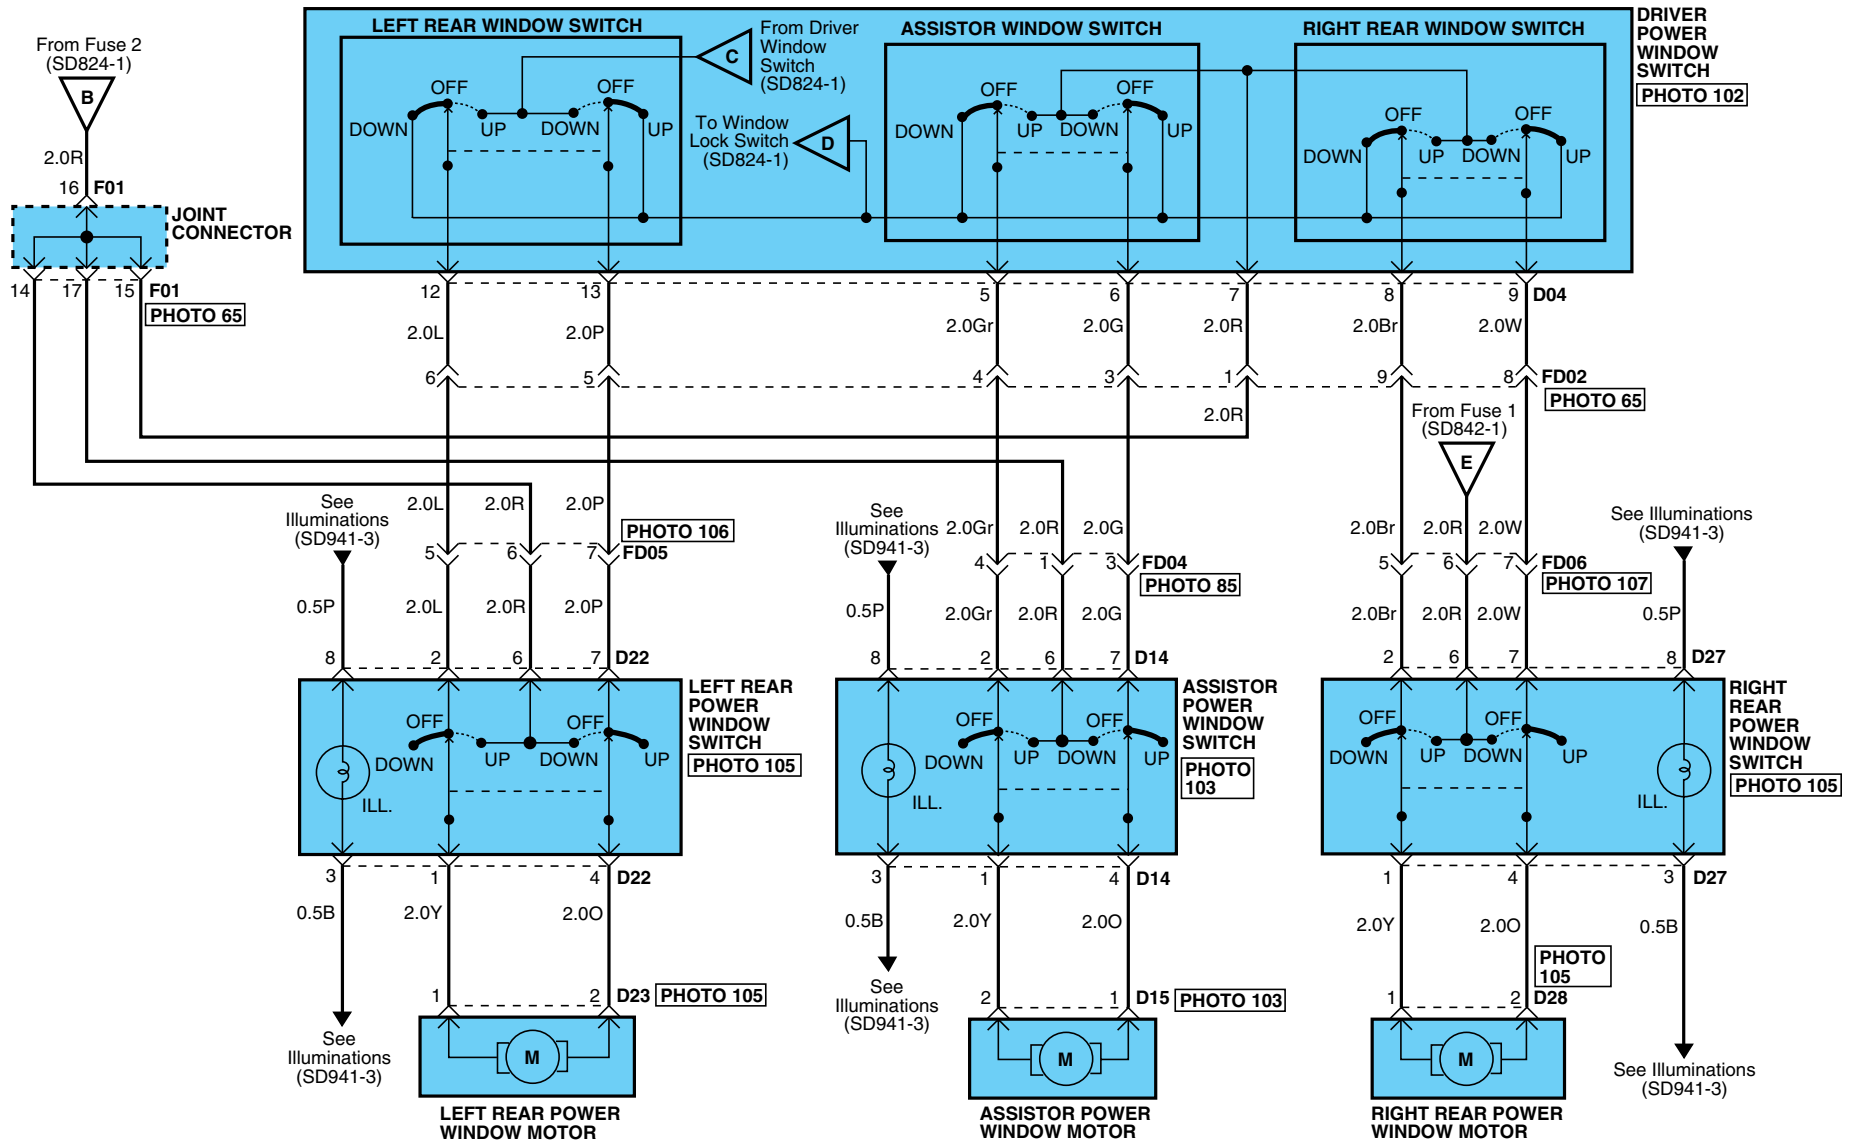 LEFT REAR WINDOW SWITCH
ASSISTOR WINDOW SWITCH
RIGHT REAR WINDOW SWITCH
DRIVER
POWER
WINDOW
SWITCH
PHOTO 102
From Fuse 2
(SD824-1)
B
2.0R
16 F01
JOINT
CONNECTOR
14 17 15 F01
PHOTO 65
From Driver
Window
Switch
(SD824-1)
C
To Window
Lock Switch
(SD824-1)
D
OFF OFF
DOWN UP DOWN UP
OFF OFF
DOWN UP DOWN UP
OFF OFF
DOWN UP DOWN UP
12 13 5 6 7 8 9 D04
2.0L 2.0P 2.0Gr 2.0G 2.0R 2.0Br 2.0W
6 5 4 3 1 9 8 FD02
PHOTO 65
2.0R
From Fuse 1
(SD842-1)
E
See
Illuminations
(SD941-3)
2.0L 2.0R 2.0P
PHOTO 106
5 6 7 FD05
0.5P 2.0L 2.0R 2.0P
8 2 6 7 D22
See
Illuminations
(SD941-3)
2.0Gr 2.0R 2.0G
4 1 3 FD04
PHOTO 85
0.5P 2.0Gr 2.0R 2.0G
8 2 6 7 D14
2.0Br 2.0R 2.0W
See Illuminations
(SD941-3)
5 6 7 FD06
PHOTO 107
2.0Br 2.0R 2.0W 0.5P
2 6 7 8 D27
LEFT REAR
POWER
WINDOW
SWITCH
PHOTO 105
OFF OFF
DOWN UP DOWN UP
ILL.
ASSISTOR
POWER
WINDOW
SWITCH
PHOTO
103
OFF OFF
DOWN UP DOWN UP
ILL.
RIGHT
REAR
POWER
WINDOW
SWITCH
PHOTO 105
OFF OFF
DOWN UP DOWN UP
ILL.
3 1 4 D22
0.5B 2.0Y 2.0O
3 1 4 D14
0.5B 2.0Y 2.0O
1 4 3 D27
2.0Y 2.0O 0.5B
1 2 D23 PHOTO 105
See
Illuminations
(SD941-3)
M
LEFT REAR POWER
WINDOW MOTOR
See
Illuminations
(SD941-3)
2 1 D15 PHOTO 103
M
ASSISTOR POWER
WINDOW MOTOR
PHOTO
105
1 2 D28
M
RIGHT REAR POWER
WINDOW MOTOR
See Illuminations
(SD941-3)